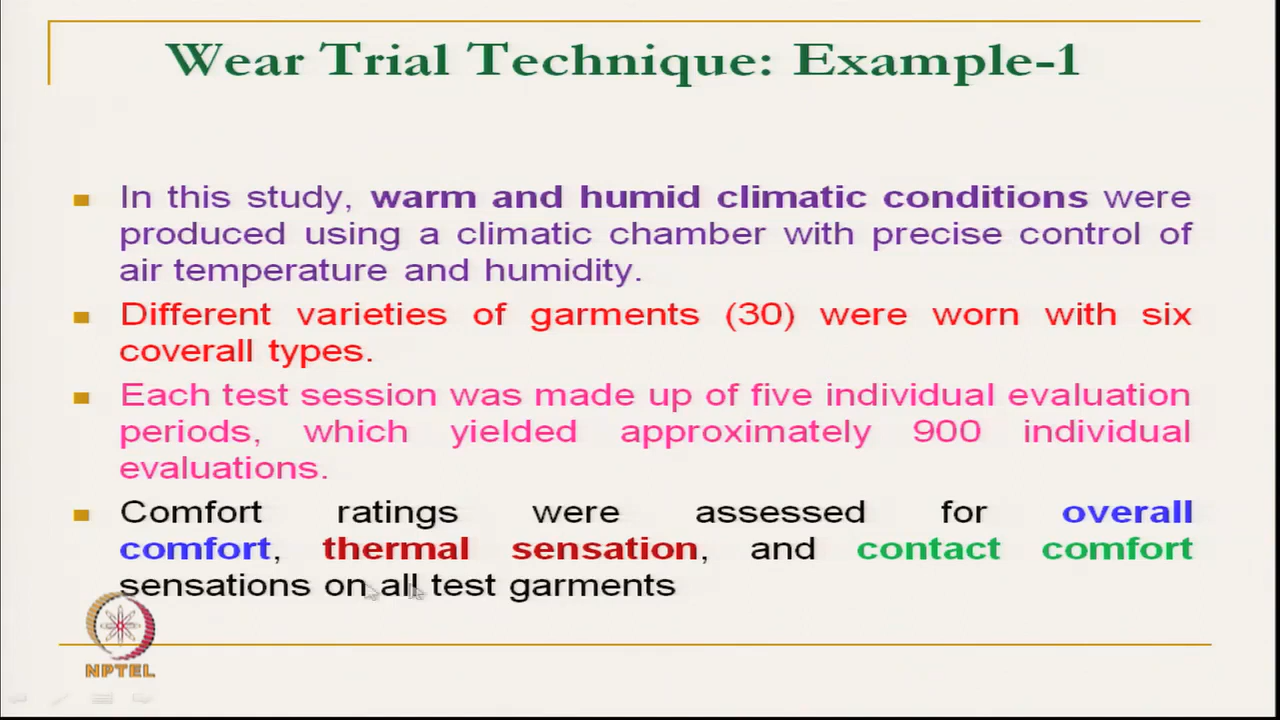 Wear Trial Technique: Example-1
In this study, warm and humid climatic conditions were
produced using a climatic chamber with precise control of
air temperature and humidity.
Different varieties of garments (30) were worn with six
coverall types.
Each test session was made up of five individual evaluation
periods, which yielded approximately 900 individual
evaluations.
Comfort ratings were assessed for overall
comfort, thermal sensation, and contact comfort
sensations on all test garments
NPTEL